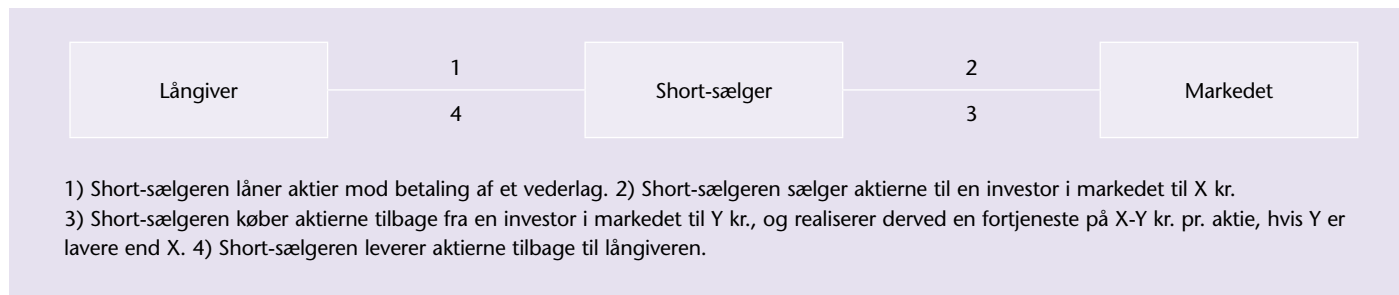 Långiver
1
4
Short-sælger
2
3
Markedet
1) Short-sælgeren låner aktier mod betaling af et vederlag. 2) Short-sælgeren sælger aktierne til en investor i markedet til X kr.
3) Short-sælgeren køber aktierne tilbage fra en investor i markedet til Y kr., og realiserer derved en fortjeneste på X-Y kr. pr. aktie, hvis Y er
lavere end X. 4) Short-sælgeren leverer aktierne tilbage til långiveren.